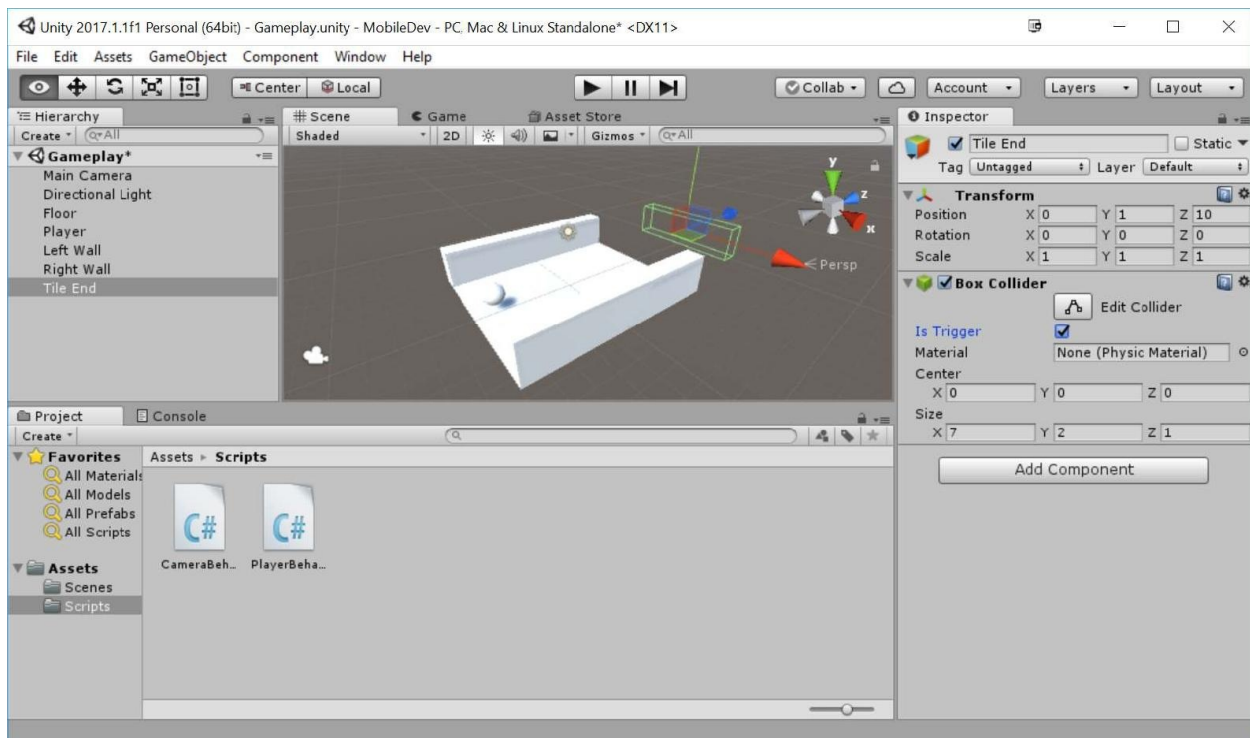 Unity 2017.1.1f1 Personal (64bit) - Gameplay.unity - MobileDev - PC, Mac & Linux Standalone* <DX11>
File Edit Assets GameObject Component Window Help
Center Local Collab Account Layers Layout
Hierarchy
Create All
Gameplay*
Main Camera
Directional Light
Floor
Player
Left Wall
Right Wall
Tile End
Scene Game Asset Store
Shaded 2D Gizmos All
y
z
x
Persp
Inspector
Tile End Static
Tag Untagged Layer Default
Transform
Position X 0 Y 1 Z 10
Rotation X 0 Y 0 Z 0
Scale X 1 Y 1 Z 1
Box Collider
Edit Collider
Is Trigger
Material None (Physic Material)
Center
X 0 Y 0 Z 0
Size
X 7 Y 2 Z 1
Add Component
Project Console
Create
Favorites
All Materials
All Models
All Prefabs
All Scripts
Assets
Scenes
Scripts
Assets ▸ Scripts
C# C#
CameraBeh... PlayerBeha...